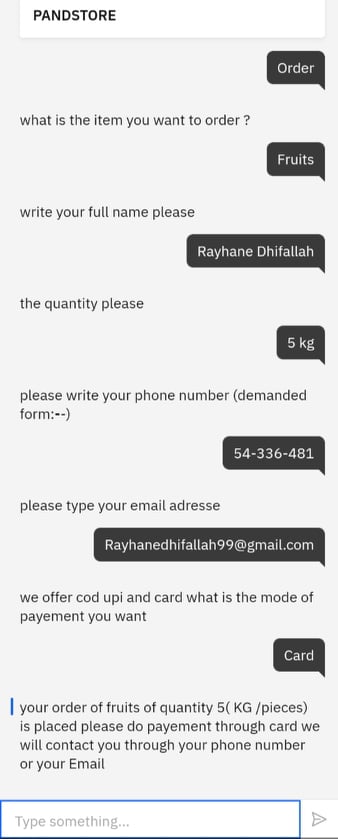 PANDSTORE
Order
what is the item you want to order ?
Fruits
write your full name please
Rayhane Dhifallah
the quantity please
5 kg
please write your phone number (demanded
form:--)
54-336-481
please type your email adresse
Rayhanedhifallah99@gmail.com
we offer cod upi and card what is the mode of
payement you want
Card
your order of fruits of quantity 5( KG /pieces)
is placed please do payement through card we
will contact you through your phone number
or your Email
Type something...